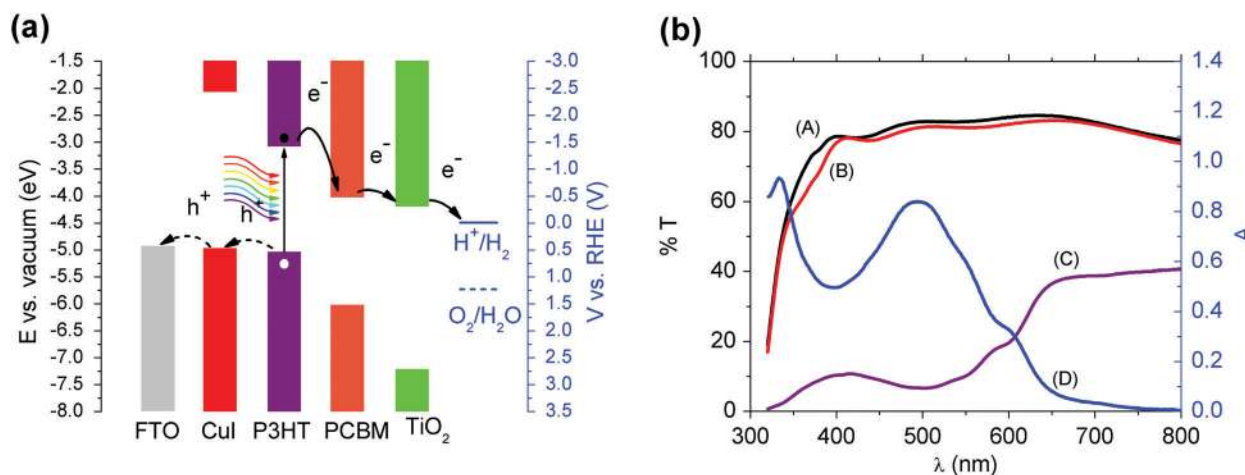 (a)
E vs. vacuum (eV)
-1.5
-2.0
-2.5
-3.0
-3.5
-4.0
-4.5
-5.0
-5.5
-6.0
-6.5
-7.0
-7.5
-8.0
e⁻
e⁻
e⁻
h⁺
h⁺
H⁺/H₂
O₂/H₂O
FTO
CuI
P3HT
PCBM
TiO₂
-3.0
-2.5
-2.0
-1.5
-1.0
-0.5
0.0
0.5
1.0
1.5
2.0
2.5
3.0
3.5
V vs. RHE (V)
(b)
% T
100
80
60
40
20
0
(A)
(B)
(C)
(D)
1.4
1.2
1.0
0.8
0.6
0.4
0.2
0.0
300
400
500
600
700
800
λ (nm)